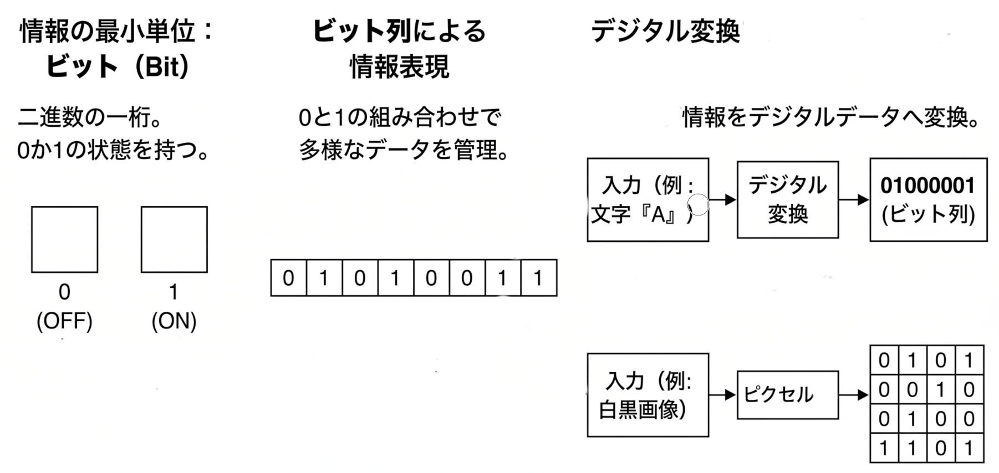 情報の最小単位：
ビット（Bit）
二進数の一桁。
0か1の状態を持つ。
0
(OFF)
1
(ON)
ビット列による
情報表現
0と1の組み合わせで
多様なデータを管理。
0 1 0 1 0 0 1 1
デジタル変換
情報をデジタルデータへ変換。
入力（例：
文字『A』）
デジタル
変換
01000001
(ビット列)
入力（例:
白黒画像）
ピクセル
0 1 0 1
0 0 1 0
0 1 0 0
1 1 0 1